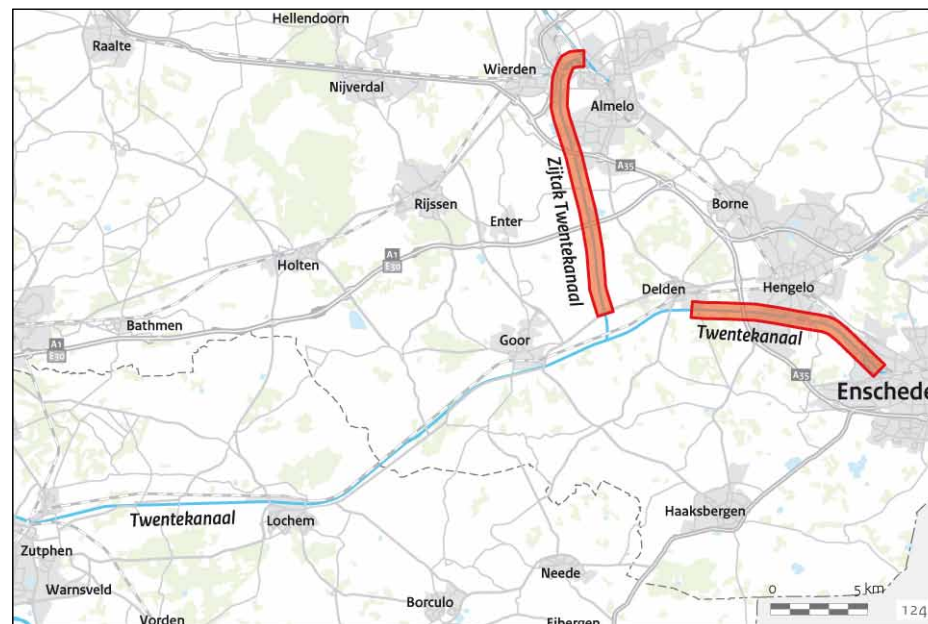 Hellendoorn
Raalte
Wierden
Nijverdal
Almelo
A35
Zijtak Twentekanaal
Rijssen
Borne
Enter
A1
E30
Holten
Delden
Hengelo
Bathmen
Goor
Twentekanaal
A1
E30
A35
Enschede
Haaksbergen
Twentekanaal
Lochem
Zutphen
Neede
Warnsveld
Borculo
Vorden
Eibergen
0 5 km
124